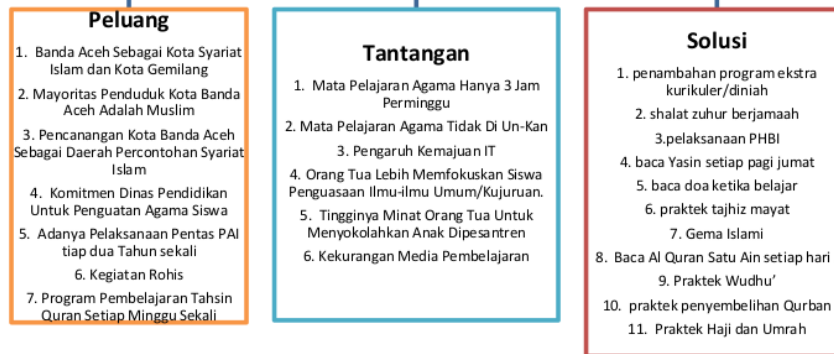 Peluang
1. Banda Aceh Sebagai Kota Syariat
Islam dan Kota Gemilang
2. Mayoritas Penduduk Kota Banda
Aceh Adalah Muslim
3. Pencanangan Kota Banda Aceh
Sebagai Daerah Percontohan Syariat
Islam
4. Komitmen Dinas Pendidikan
Untuk Penguatan Agama Siswa
5. Adanya Pelaksanaan Pentas PAI
tiap dua Tahun sekali
6. Kegiatan Rohis
7. Program Pembelajaran Tahsin
Quran Setiap Minggu Sekali
Tantangan
1. Mata Pelajaran Agama Hanya 3 Jam
Perminggu
2. Mata Pelajaran Agama Tidak Di Un-Kan
3. Pengaruh Kemajuan IT
4. Orang Tua Lebih Memfokuskan Siswa
Penguasaan Ilmu-ilmu Umum/Kujuruan.
5. Tingginya Minat Orang Tua Untuk
Menyokolahkan Anak Dipesantren
6. Kekurangan Media Pembelajaran
Solusi
1. penambahan program ekstra
kurikuler/diniah
2. shalat zuhur berjamaah
3.pelaksanaan PHBI
4. baca Yasin setiap pagi jumat
5. baca doa ketika belajar
6. praktek tajhiz mayat
7. Gema Islami
8. Baca Al Quran Satu Ain setiap hari
9. Praktek Wudhu’
10. praktek penyembelihan Qurban
11. Praktek Haji dan Umrah